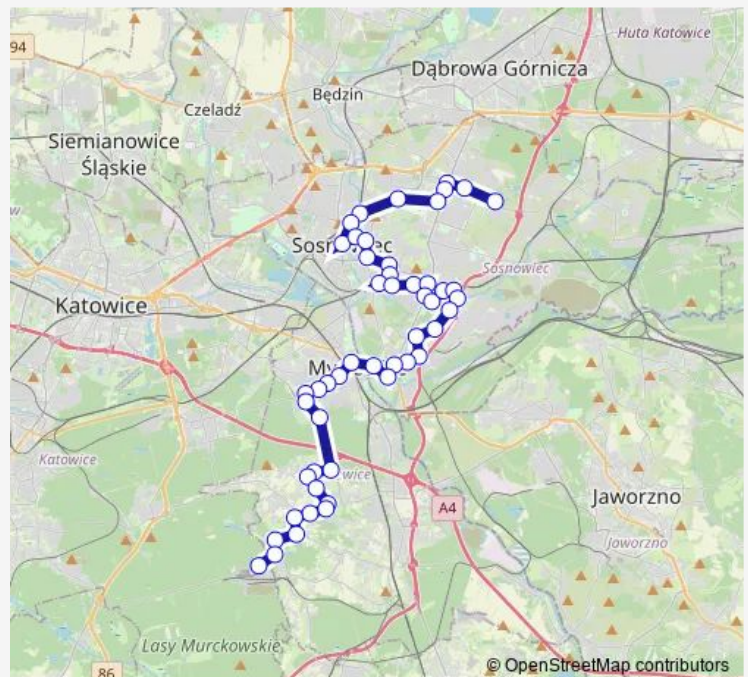 Huta Katowice
94
Dąbrowa Górnicza
Będzin
Czeladź
Siemianowice
Śląskie
Sosnowiec
Katowice
Katowice
Jaworzno
A4
Jaworzno
Lasy Murckowskie
86
© OpenStreetMap contributors